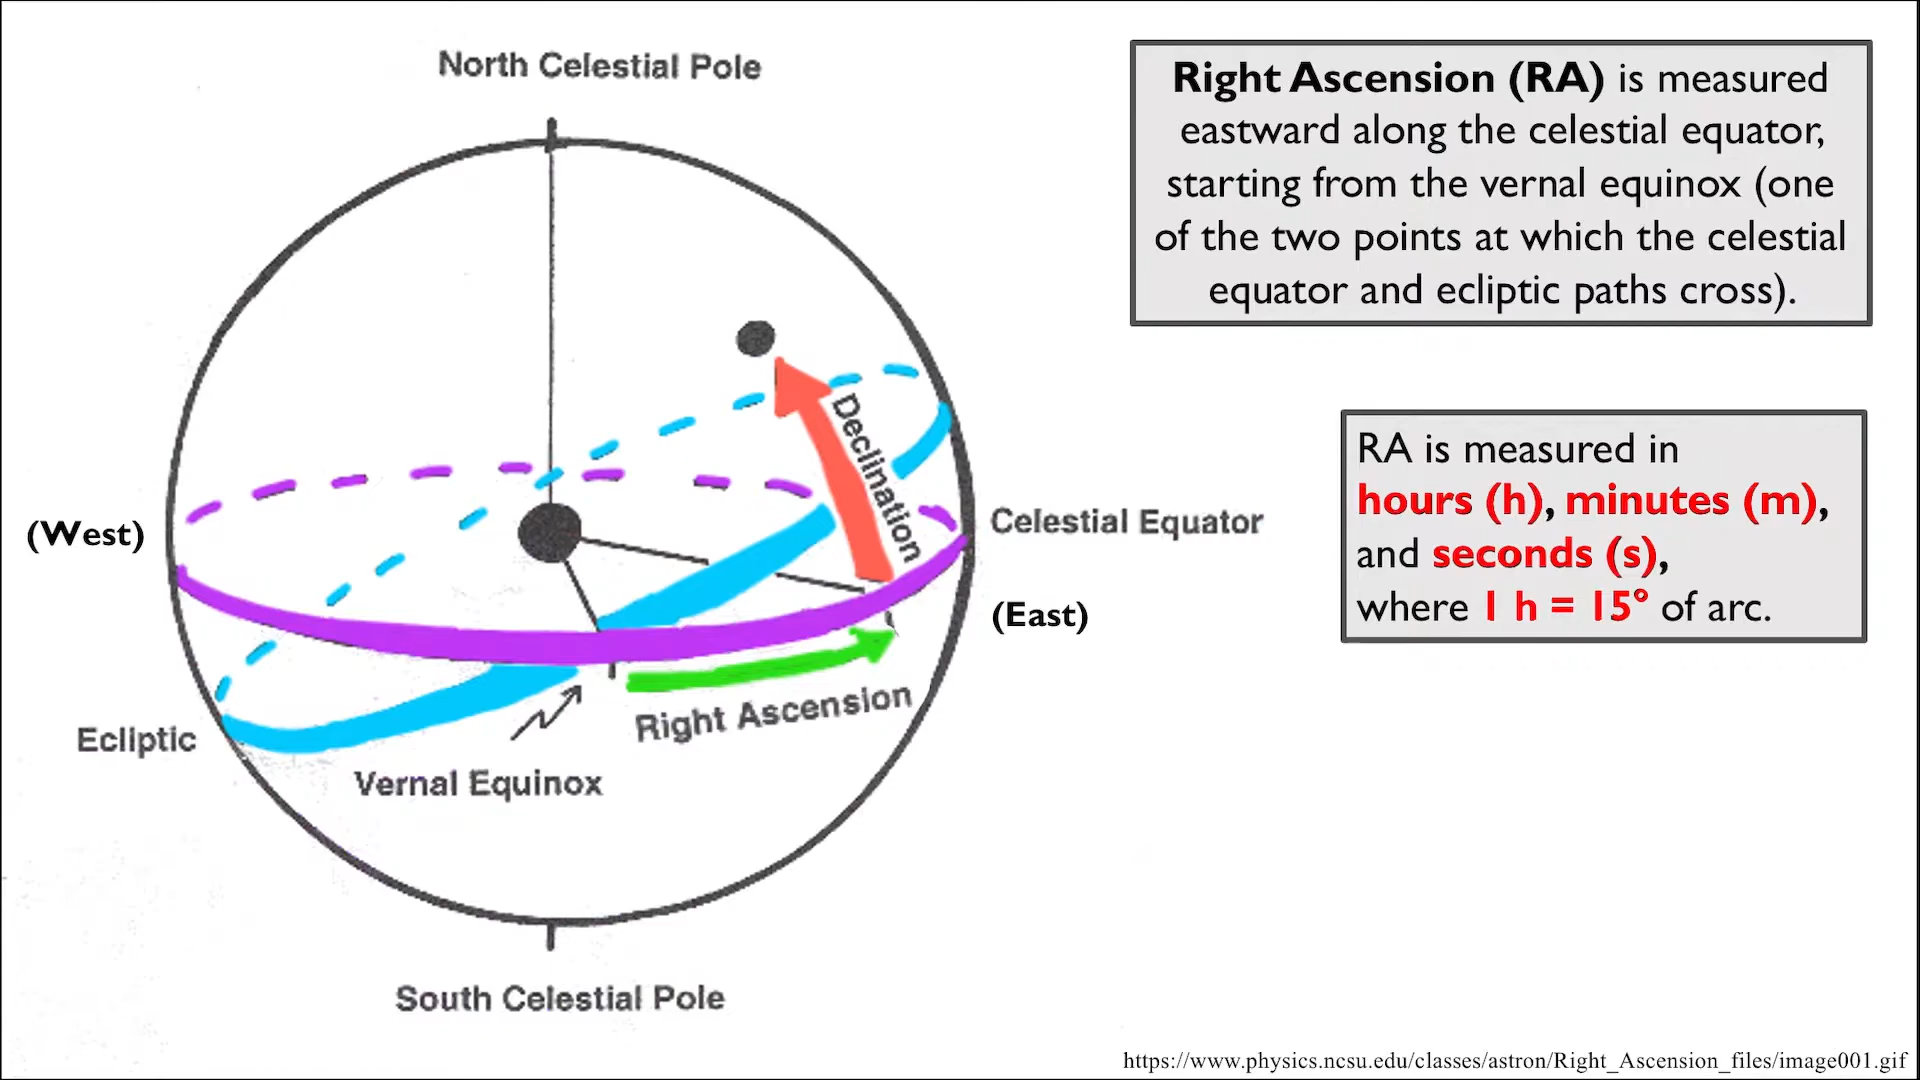 North Celestial Pole
Right Ascension (RA) is measured
eastward along the celestial equator,
starting from the vernal equinox (one
of the two points at which the celestial
equator and ecliptic paths cross).
Declination
RA is measured in
hours (h), minutes (m),
and seconds (s),
where 1 h = 15° of arc.
(West)
Celestial Equator
(East)
Right Ascension
Ecliptic
Vernal Equinox
South Celestial Pole
https://www.physics.ncsu.edu/classes/astron/Right_Ascension_files/image001.gif